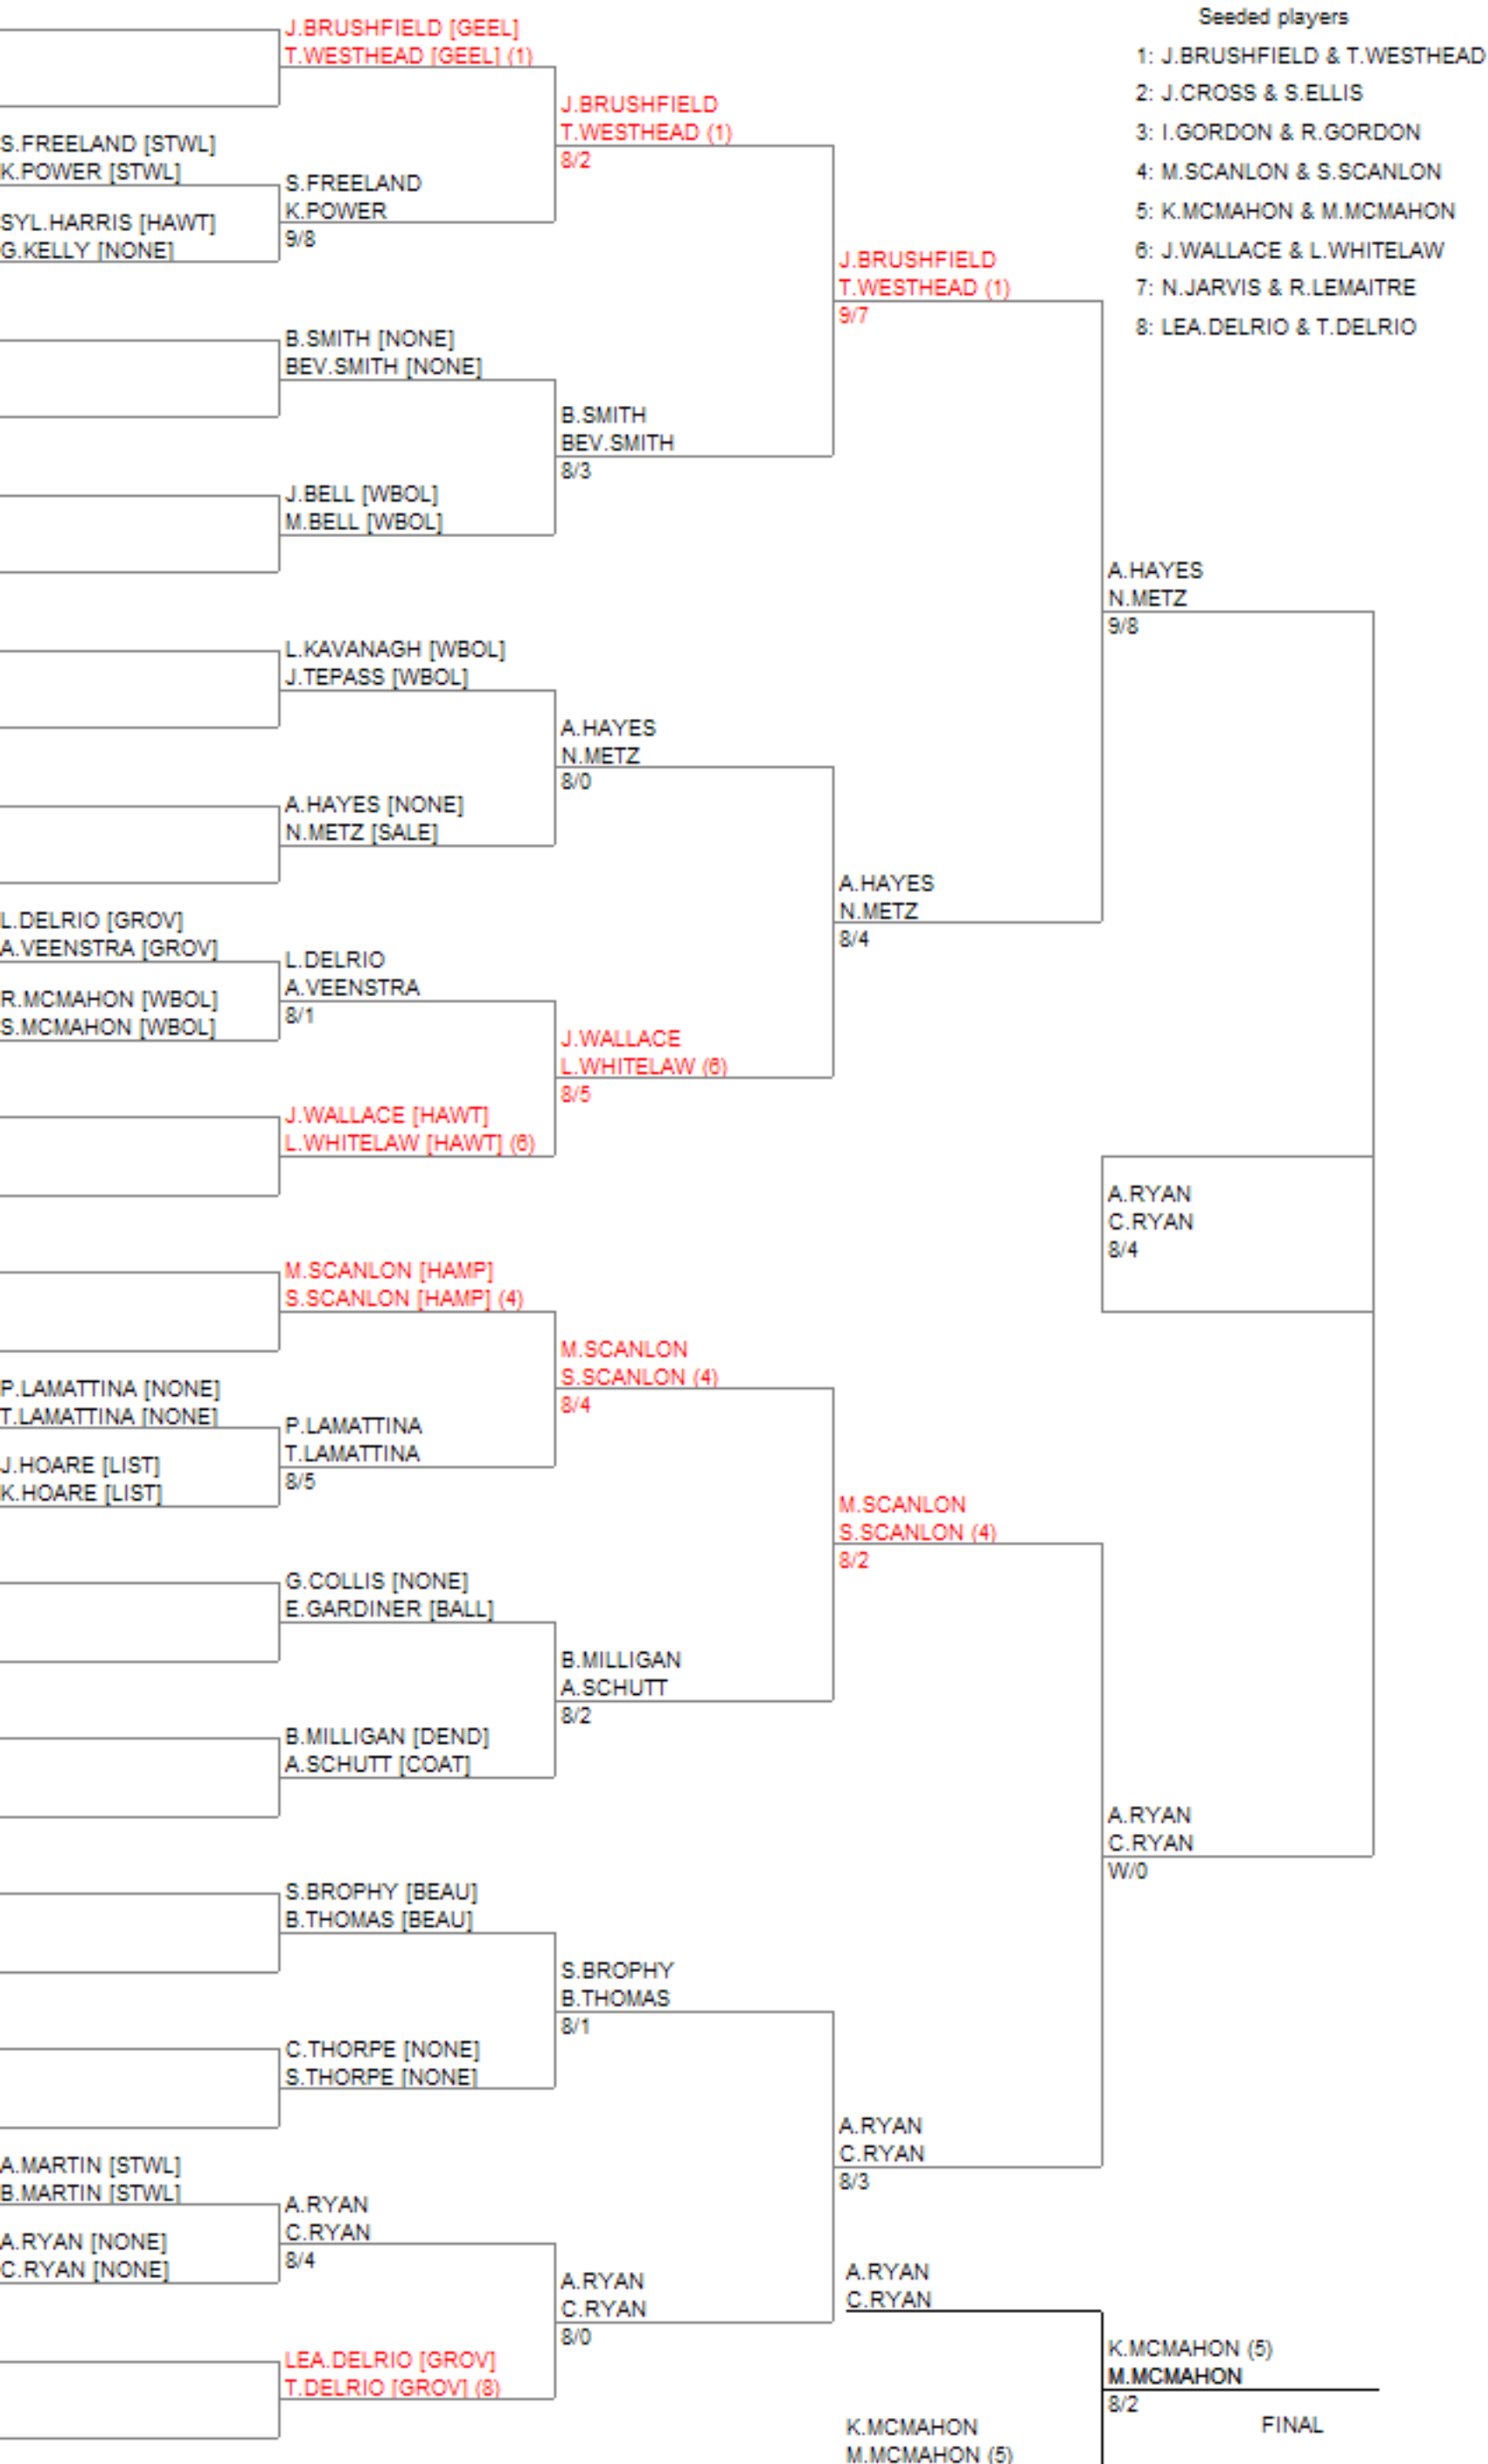 Seeded players
1: J.BRUSHFIELD & T.WESTHEAD
2: J.CROSS & S.ELLIS
3: I.GORDON & R.GORDON
4: M.SCANLON & S.SCANLON
5: K.MCMAHON & M.MCMAHON
6: J.WALLACE & L.WHITELAW
7: N.JARVIS & R.LEMAITRE
8: LEA.DELRIO & T.DELRIO
S.FREELAND [STWL]
K.POWER [STWL]
SYL.HARRIS [HAWT]
G.KELLY [NONE]
L.DELRIO [GROV]
A.VEENSTRA [GROV]
R.MCMAHON [WBOL]
S.MCMAHON [WBOL]
P.LAMATTINA [NONE]
T.LAMATTINA [NONE]
J.HOARE [LIST]
K.HOARE [LIST]
A.MARTIN [STWL]
B.MARTIN [STWL]
A.RYAN [NONE]
C.RYAN [NONE]
J.BRUSHFIELD [GEEL]
T.WESTHEAD [GEEL] (1)
S.FREELAND
K.POWER
9/8
B.SMITH [NONE]
BEV.SMITH [NONE]
J.BELL [WBOL]
M.BELL [WBOL]
L.KAVANAGH [WBOL]
J.TEPASS [WBOL]
A.HAYES [NONE]
N.METZ [SALE]
L.DELRIO
A.VEENSTRA
8/1
J.WALLACE [HAWT]
L.WHITELAW [HAWT] (6)
M.SCANLON [HAMP]
S.SCANLON [HAMP] (4)
P.LAMATTINA
T.LAMATTINA
8/5
G.COLLIS [NONE]
E.GARDINER [BALL]
B.MILLIGAN [DEND]
A.SCHUTT [COAT]
S.BROPHY [BEAU]
B.THOMAS [BEAU]
C.THORPE [NONE]
S.THORPE [NONE]
A.RYAN
C.RYAN
8/4
LEA.DELRIO [GROV]
T.DELRIO [GROV] (8)
J.BRUSHFIELD
T.WESTHEAD (1)
8/2
B.SMITH
BEV.SMITH
8/3
A.HAYES
N.METZ
8/0
J.WALLACE
L.WHITELAW (6)
8/5
M.SCANLON
S.SCANLON (4)
8/4
B.MILLIGAN
A.SCHUTT
8/2
S.BROPHY
B.THOMAS
8/1
A.RYAN
C.RYAN
8/0
J.BRUSHFIELD
T.WESTHEAD (1)
9/7
A.HAYES
N.METZ
8/4
M.SCANLON
S.SCANLON (4)
8/2
A.RYAN
C.RYAN
8/3
A.HAYES
N.METZ
9/8
A.RYAN
C.RYAN
8/4
A.RYAN
C.RYAN
W/0
A.RYAN
C.RYAN
K.MCMAHON
M.MCMAHON (5)
K.MCMAHON (5)
M.MCMAHON
8/2
FINAL